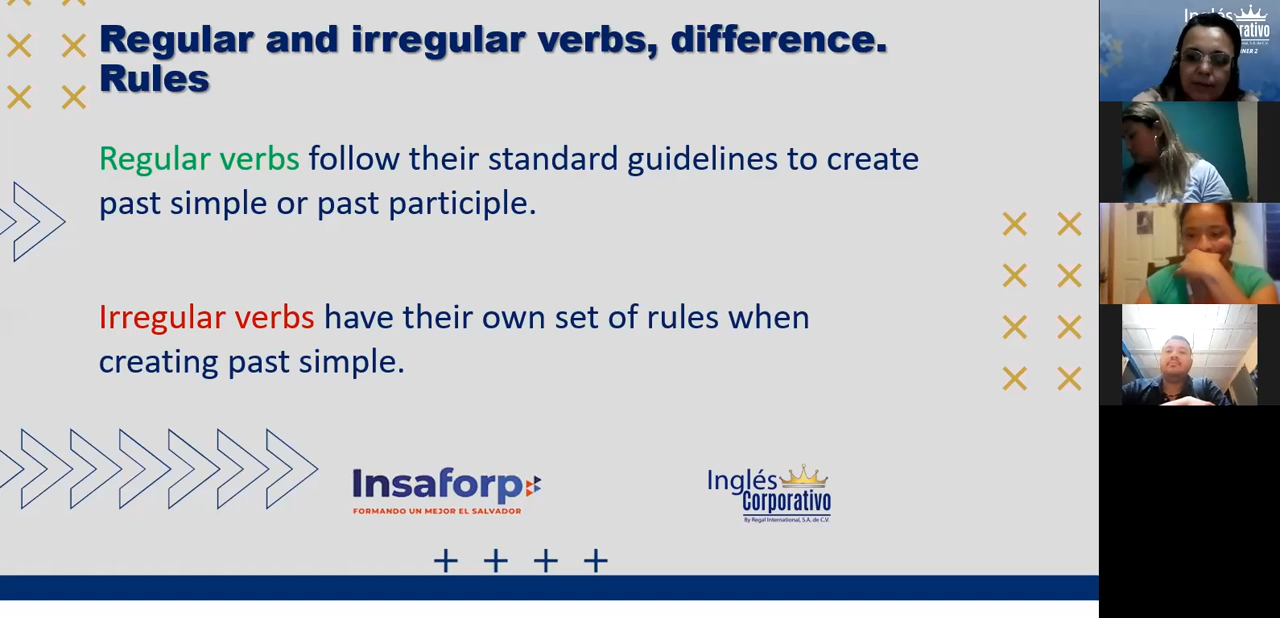 Regular and irregular verbs, difference.
Rules
Regular verbs follow their standard guidelines to create
past simple or past participle.
Irregular verbs have their own set of rules when
creating past simple.
Insaforp
FORMANDO UN MEJOR EL SALVADOR
Inglés
Corporativo
By Regal International, S.A. de C.V.